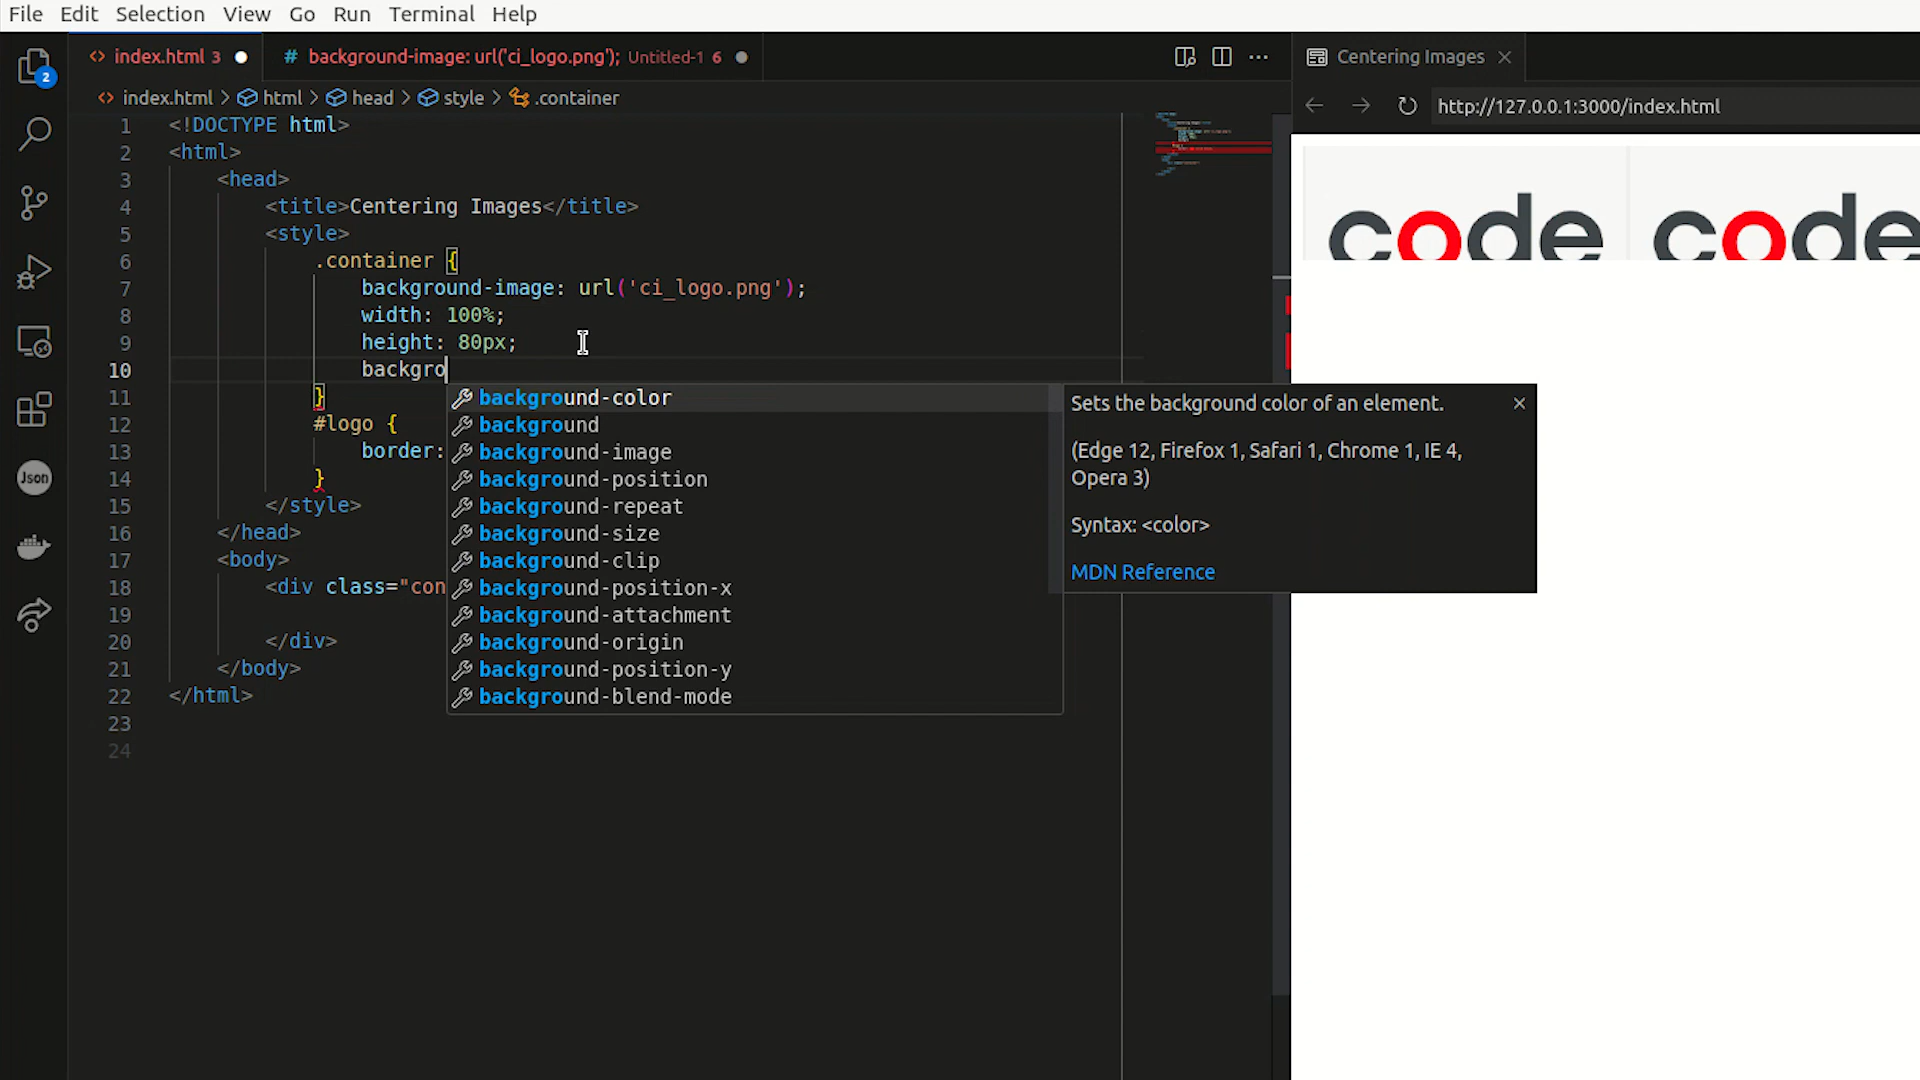 File Edit Selection View Go Run Terminal Help
index.html 3
background-image: url('ci_logo.png'); Untitled-1 6
Centering Images
2
index.html > html > head > style > .container
http://127.0.0.1:3000/index.html
1 <!DOCTYPE html>
2 <html>
3 <head>
4 <title>Centering Images</title>
5 <style>
6 .container {
7 background-image: url('ci_logo.png');
8 width: 100%;
9 height: 80px;
10 backgro
11 }
12 #logo {
13 border:
14 }
15 </style>
16 </head>
17 <body>
18 <div class="con
19
20 </div>
21 </body>
22 </html>
23
24
background-color
background
background-image
background-position
background-repeat
background-size
background-clip
background-position-x
background-attachment
background-origin
background-position-y
background-blend-mode
Sets the background color of an element.
(Edge 12, Firefox 1, Safari 1, Chrome 1, IE 4,
Opera 3)
Syntax: <color>
MDN Reference
Json
code code